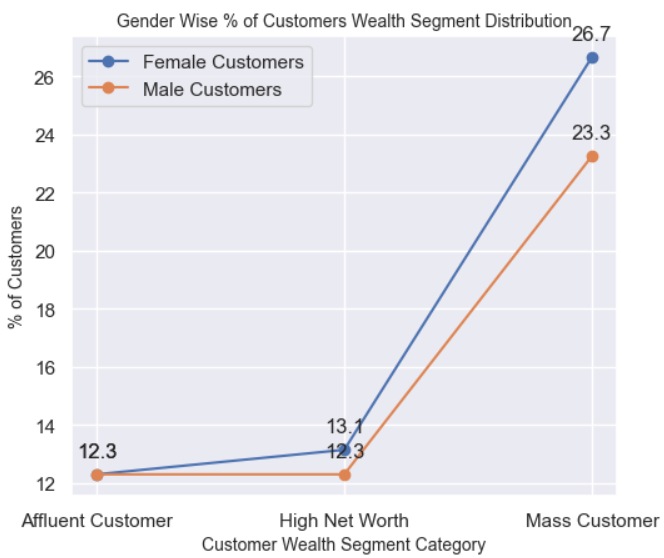 Gender Wise % of Customers Wealth Segment Distribution
26.7
Female Customers
Male Customers
26
24
23.3
22
20
18
16
14
13.1
12.3
12.3
12
% of Customers
Affluent Customer
High Net Worth
Mass Customer
Customer Wealth Segment Category